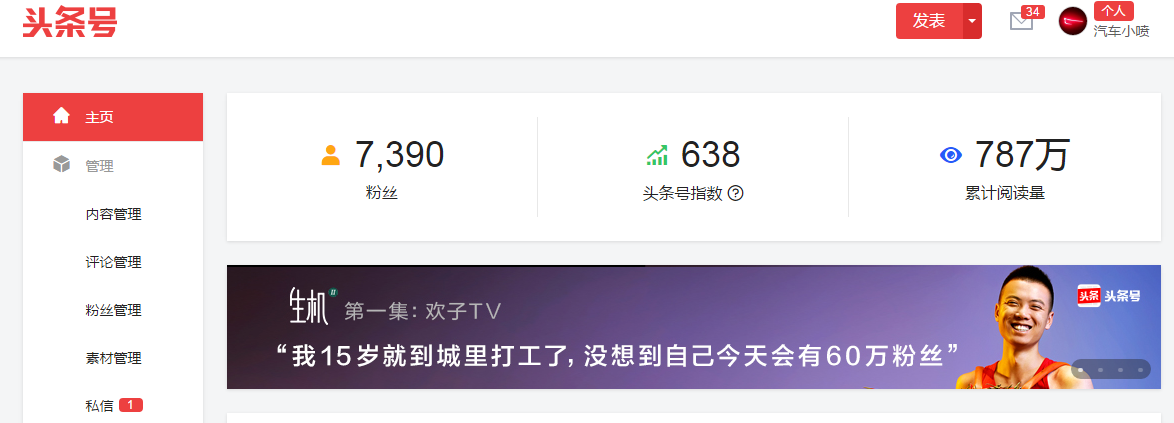 头条号
发表
34
个人
汽车小喷
主页
管理
内容管理
评论管理
粉丝管理
素材管理
私信 1
7,390
粉丝
638
头条号指数 ?
787万
累计阅读量
生机 II 第一集: 欢子TV
“我15岁就到城里打工了, 没想到自己今天会有60万粉丝”
头条 头条号